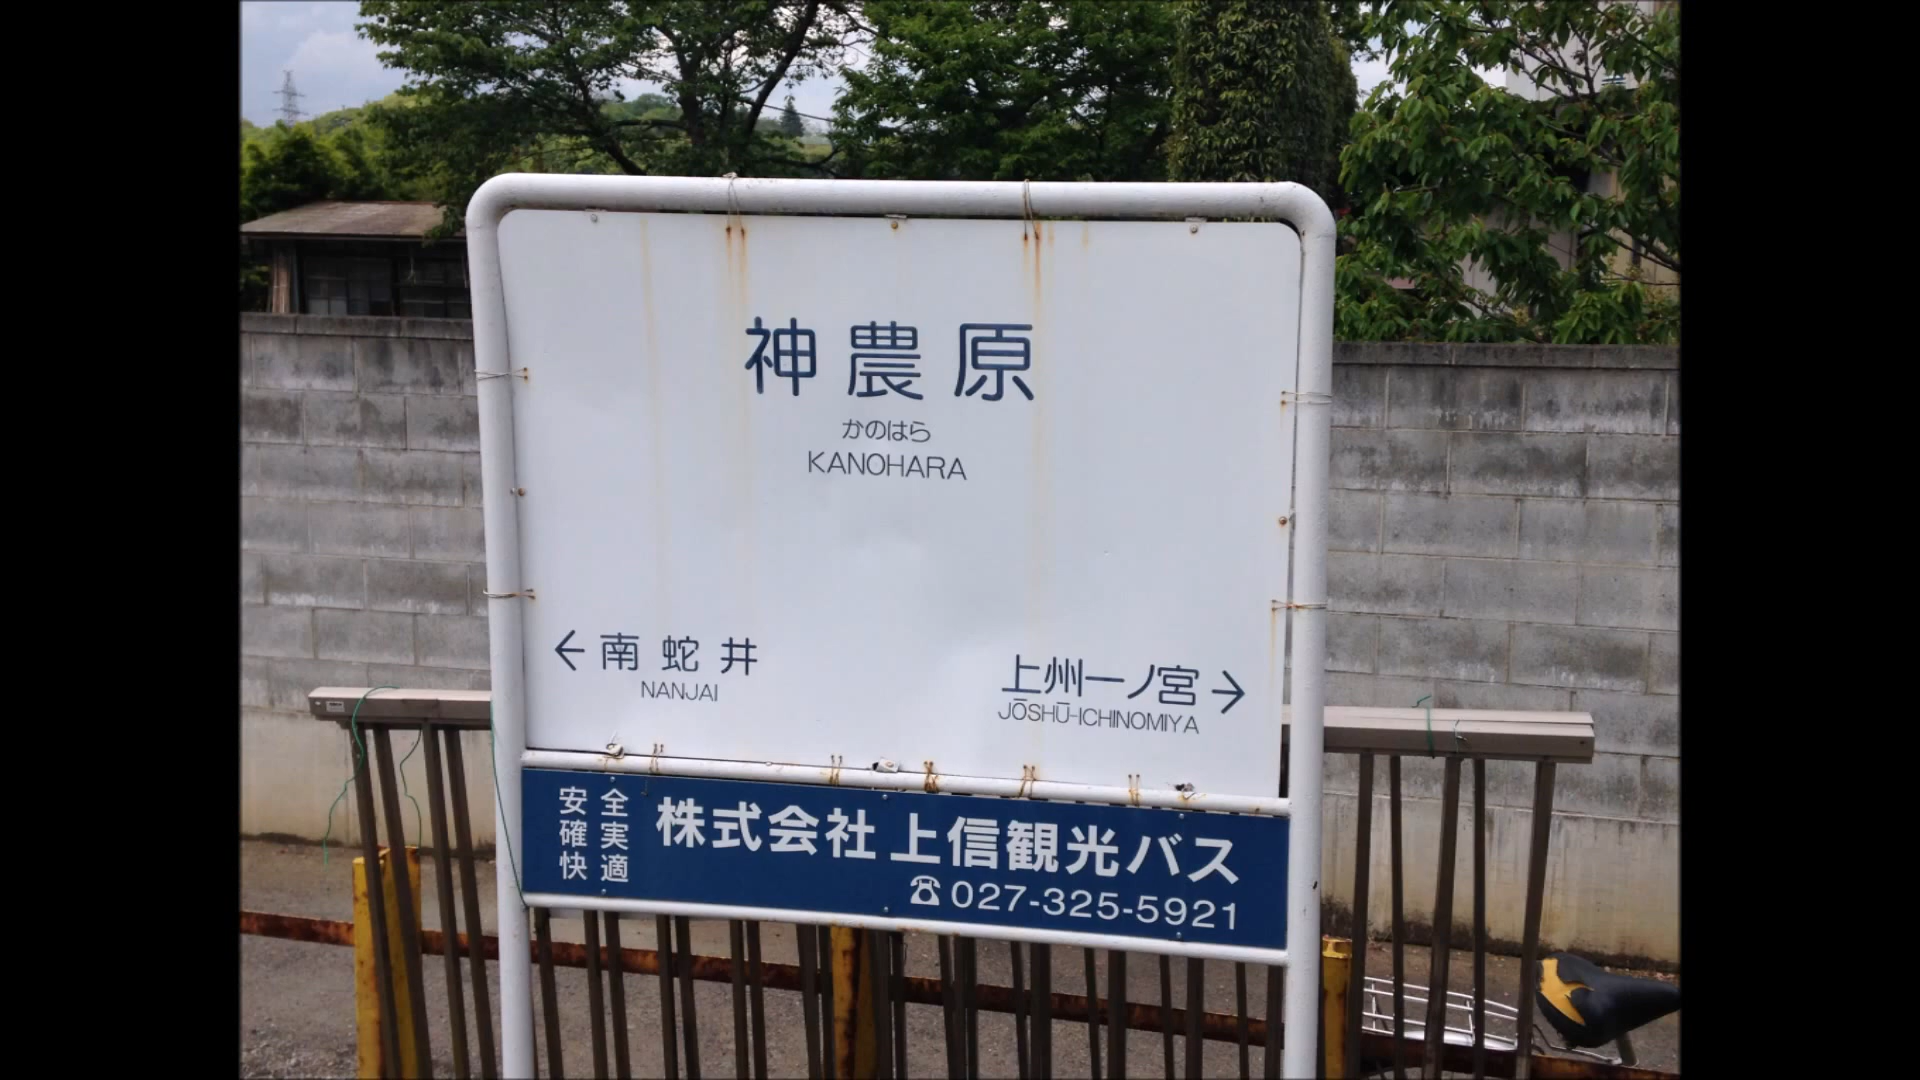 神農原
かのはら
KANOHARA
←南蛇井
NANJAI
上州一ノ宮→
JŌSHŪ-ICHINOMIYA
安全
確実
快適
株式会社 上信観光バス
☎027-325-5921